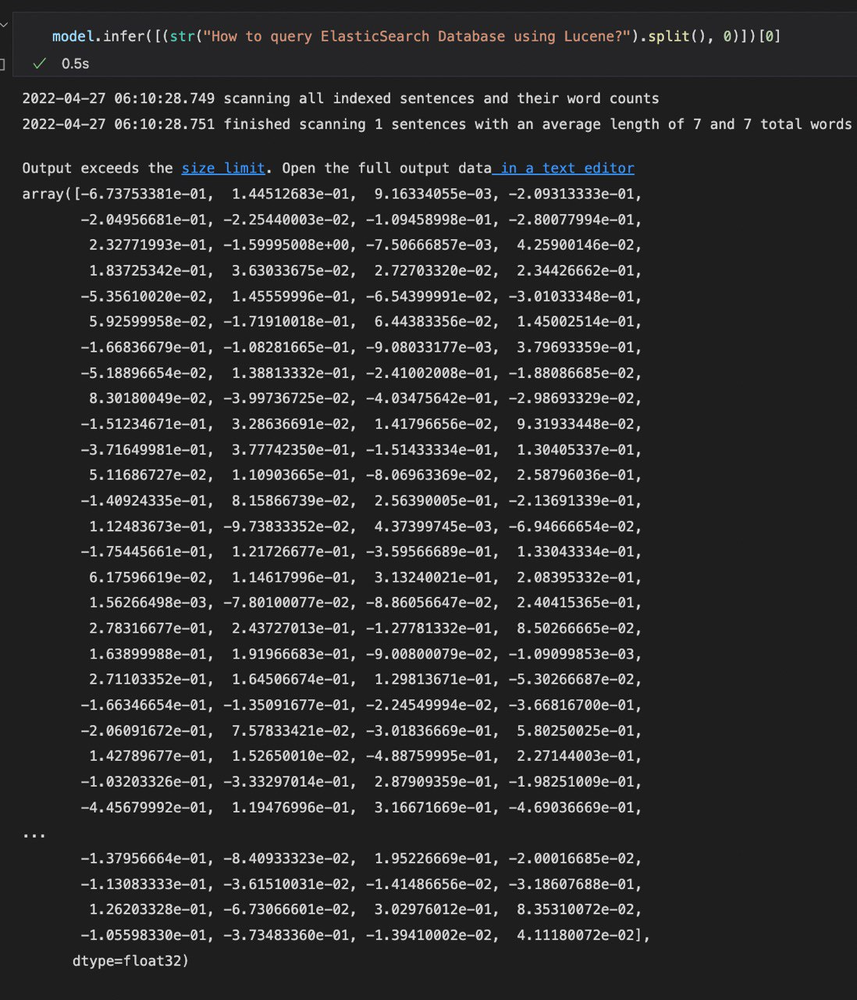 model.infer([(str("How to query ElasticSearch Database using Lucene?").split(), 0)])[0]
0.5s
2022-04-27 06:10:28.749 scanning all indexed sentences and their word counts
2022-04-27 06:10:28.751 finished scanning 1 sentences with an average length of 7 and 7 total words
Output exceeds the size limit. Open the full output data in a text editor
array([-6.73753381e-01, 1.44512683e-01, 9.16334055e-03, -2.09313333e-01,
-2.04956681e-01, -2.25440003e-02, -1.09458998e-01, -2.80077994e-01,
2.32771993e-01, -1.59995008e+00, -7.50666857e-03, 4.25900146e-02,
1.83725342e-01, 3.63033675e-02, 2.72703320e-02, 2.34426662e-01,
-5.35610020e-02, 1.45559996e-01, -6.54399991e-02, -3.01033348e-01,
5.92599958e-02, -1.71910018e-01, 6.44383356e-02, 1.45002514e-01,
-1.66836679e-01, -1.08281665e-01, -9.08033177e-03, 3.79693359e-01,
-5.18896654e-02, 1.38813332e-01, -2.41002008e-01, -1.88086685e-02,
8.30180049e-02, -3.99736725e-02, -4.03475642e-01, -2.98693329e-02,
-1.51234671e-01, 3.28636691e-02, 1.41796656e-02, 9.31933448e-02,
-3.71649981e-01, 3.77742350e-01, -1.51433334e-01, 1.30405337e-01,
5.11686727e-02, 1.10903665e-01, -8.06963369e-02, 2.58796036e-01,
-1.40924335e-01, 8.15866739e-02, 2.56390005e-01, -2.13691339e-01,
1.12483673e-01, -9.73833352e-02, 4.37399745e-03, -6.94666654e-02,
-1.75445661e-01, 1.21726677e-01, -3.59566689e-01, 1.33043334e-01,
6.17596619e-02, 1.14617996e-01, 3.13240021e-01, 2.08395332e-01,
1.56266498e-03, -7.80100077e-02, -8.86056647e-02, 2.40415365e-01,
2.78316677e-01, 2.43727013e-01, -1.27781332e-01, 8.50266665e-02,
1.63899988e-01, 1.91966683e-01, -9.00800079e-02, -1.09099853e-03,
2.71103352e-01, 1.64506674e-01, 1.29813671e-01, -5.30266687e-02,
-1.66346654e-01, -1.35091677e-01, -2.24549994e-02, -3.66816700e-01,
-2.06091672e-01, 7.57833421e-02, -3.01836669e-01, 5.80250025e-01,
1.42789677e-01, 1.52650010e-02, -4.88759995e-01, 2.27144003e-01,
-1.03203326e-01, -3.33297014e-01, 2.87909359e-01, -1.98251009e-01,
-4.45679992e-01, 1.19476996e-01, 3.16671669e-01, -4.69036669e-01,
...
-1.37956664e-01, -8.40933323e-02, 1.95226669e-01, -2.00016685e-02,
-1.13083333e-01, -3.61510031e-02, -1.41486656e-02, -3.18607688e-01,
1.26203328e-01, -6.73066601e-02, 3.02976012e-01, 8.35310072e-02,
-1.05598330e-01, -3.73483360e-01, -1.39410002e-02, 4.11180072e-02],
dtype=float32)